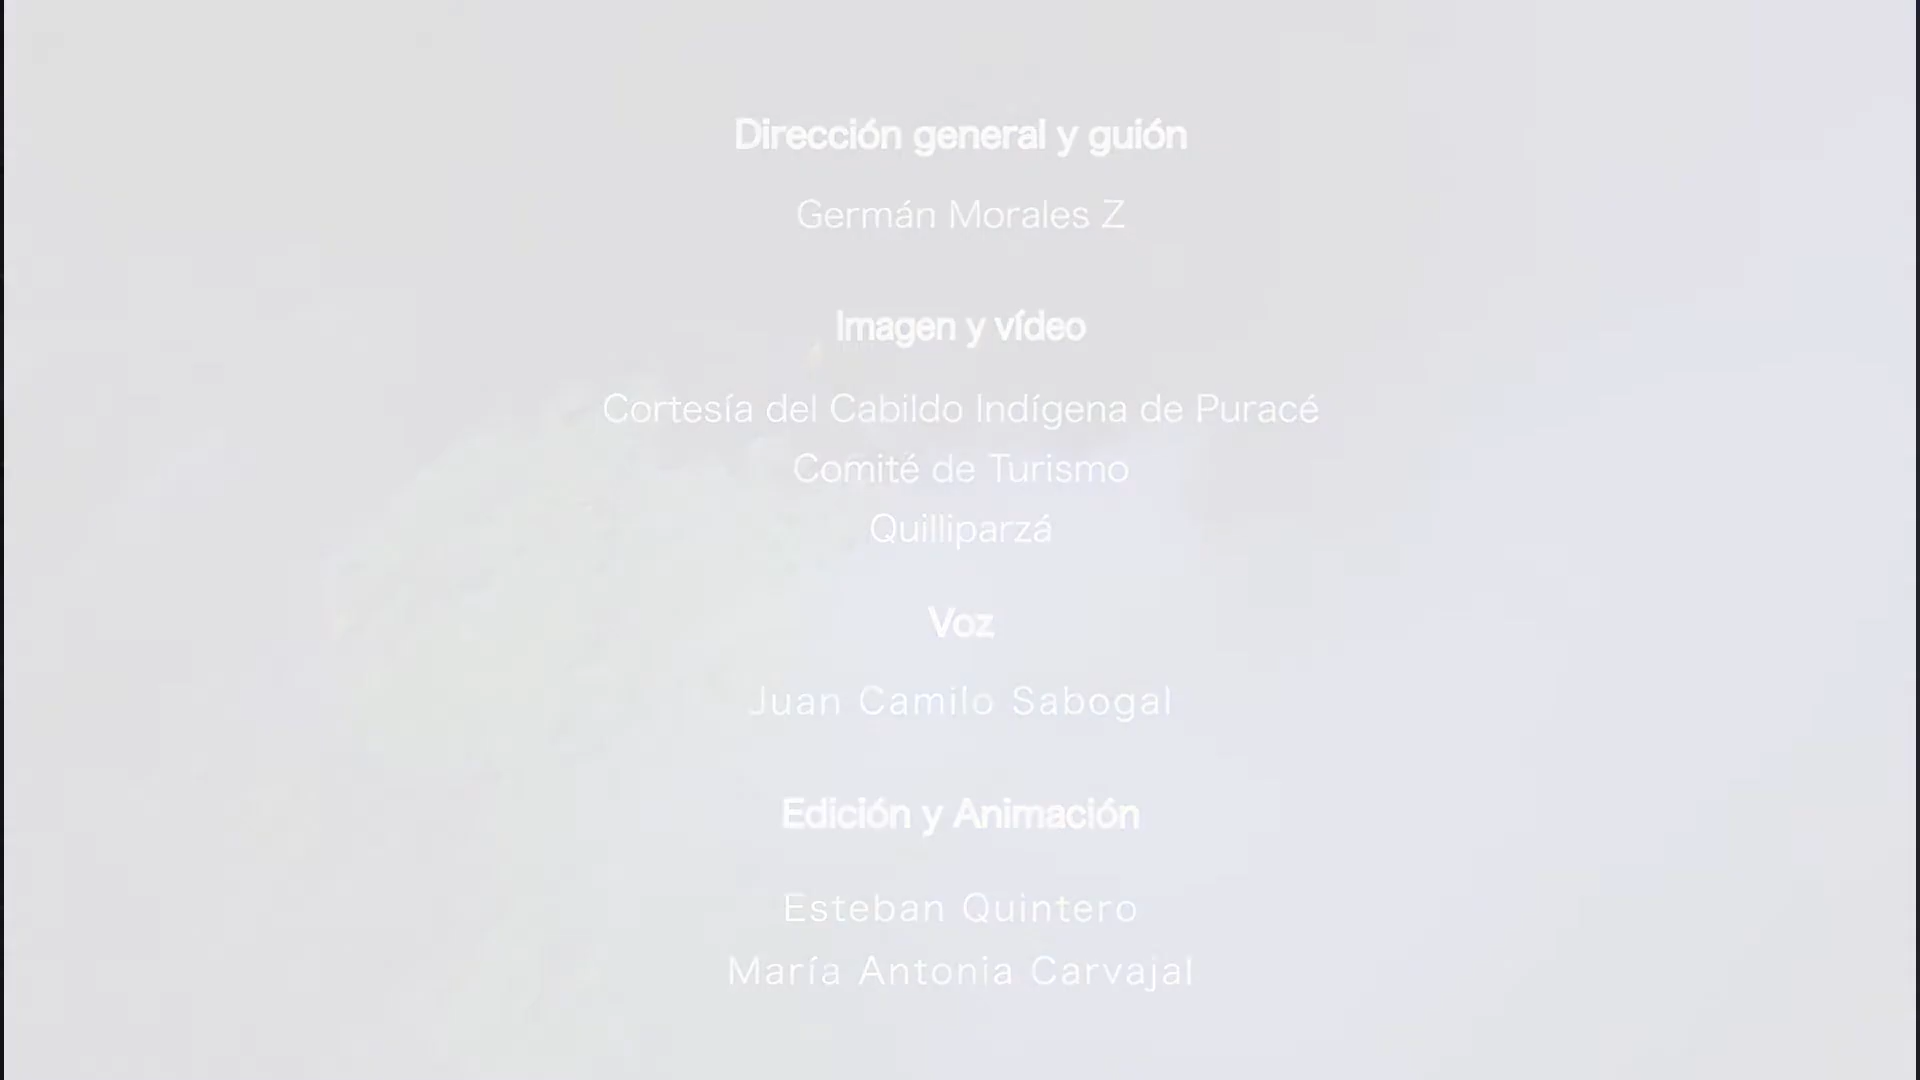 Dirección general y guión
Germán Morales Z
Imagen y vídeo
Cortesía del Cabildo Indígena de Puracé
Comité de Turismo
Quilliparzá
Voz
Juan Camilo Sabogal
Edición y Animación
Esteban Quintero
María Antonia Carvajal